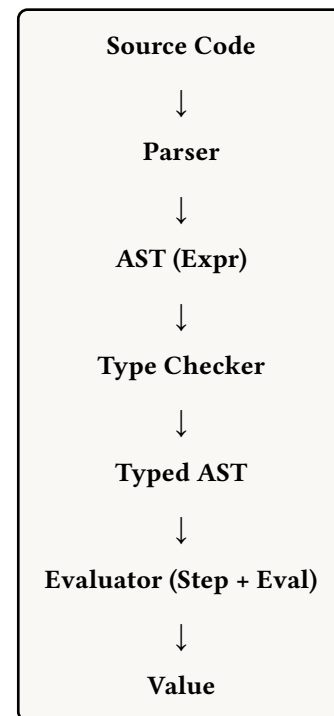 Source Code
↓
Parser
↓
AST (Expr)
↓
Type Checker
↓
Typed AST
↓
Evaluator (Step + Eval)
↓
Value